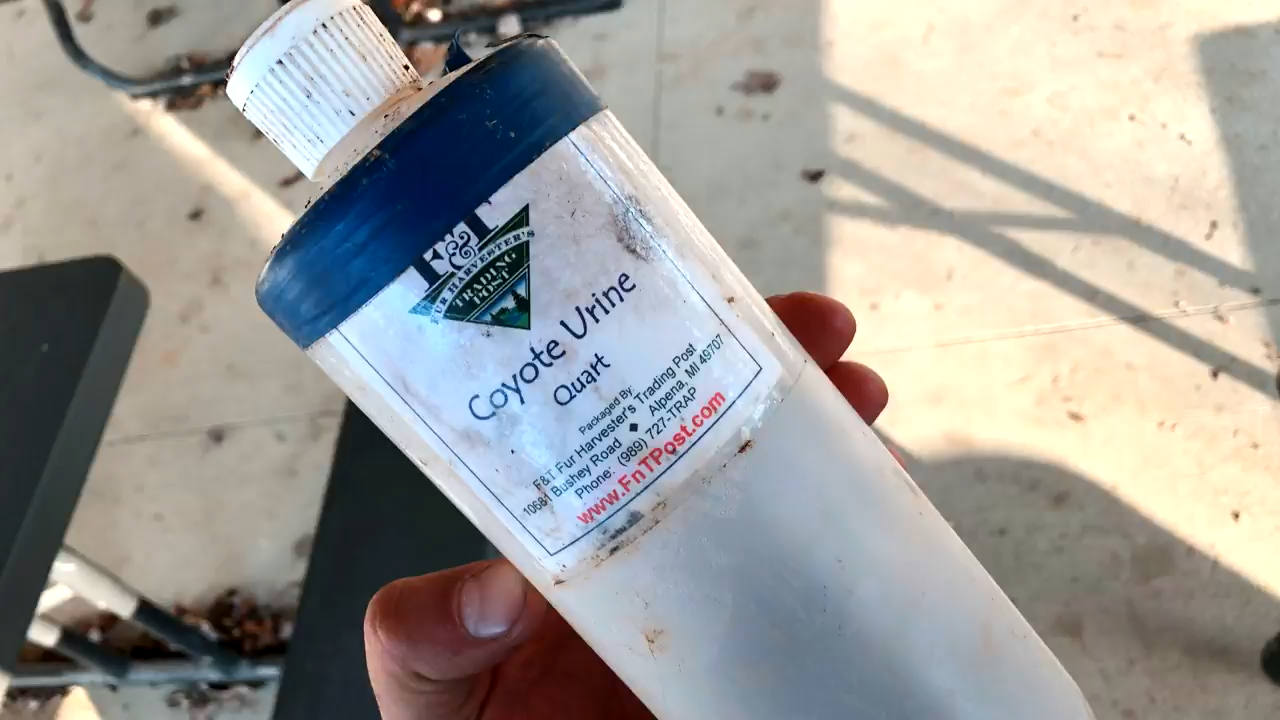 F&T
FUR HARVESTER'S
TRADING
POST
Coyote Urine
Quart
Packaged By:
F&T Fur Harvester's Trading Post
10681 Bushey Road ◆ Alpena, MI 49707
Phone: (989) 727-TRAP
www.FnTPost.com